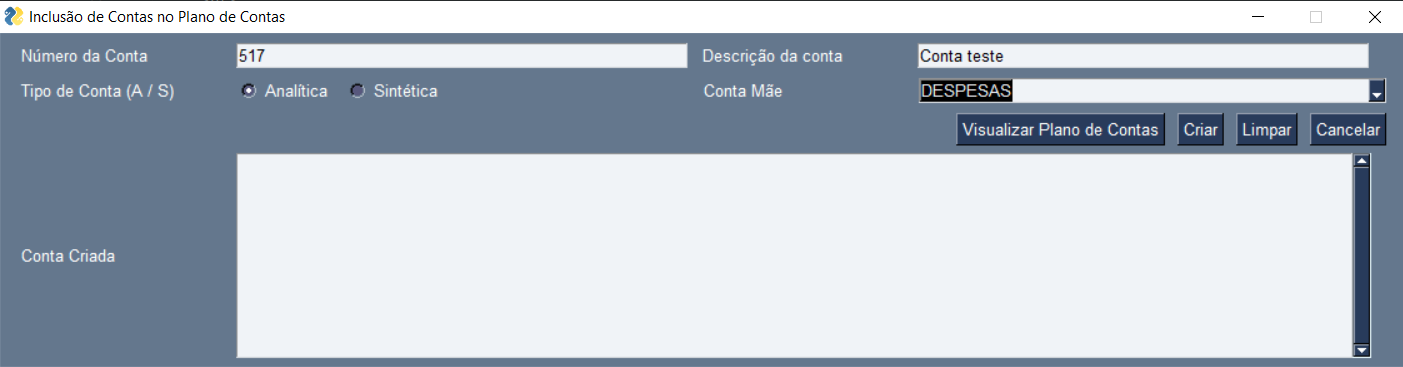 Inclusão de Contas no Plano de Contas
Número da Conta 517 Descrição da conta Conta teste
Tipo de Conta (A / S) Analítica Sintética Conta Mãe DESPESAS
Visualizar Plano de Contas Criar Limpar Cancelar
Conta Criada